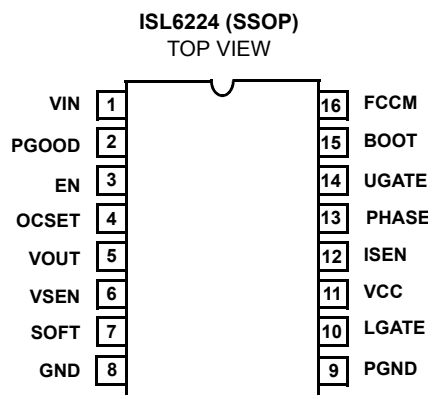 ISL6224 (SSOP)
TOP VIEW
VIN 1
PGOOD 2
EN 3
OCSET 4
VOUT 5
VSEN 6
SOFT 7
GND 8
16 FCCM
15 BOOT
14 UGATE
13 PHASE
12 ISEN
11 VCC
10 LGATE
9 PGND